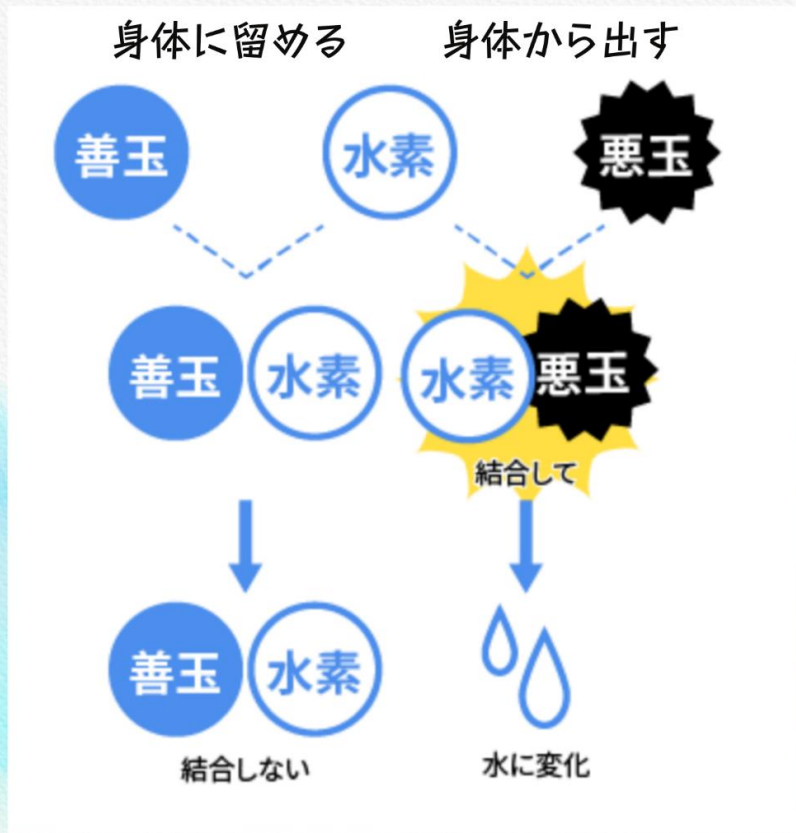 身体に留める
身体から出す
善玉
水素
悪玉
善玉
水素
水素
悪玉
結合して
善玉
水素
結合しない
水に変化